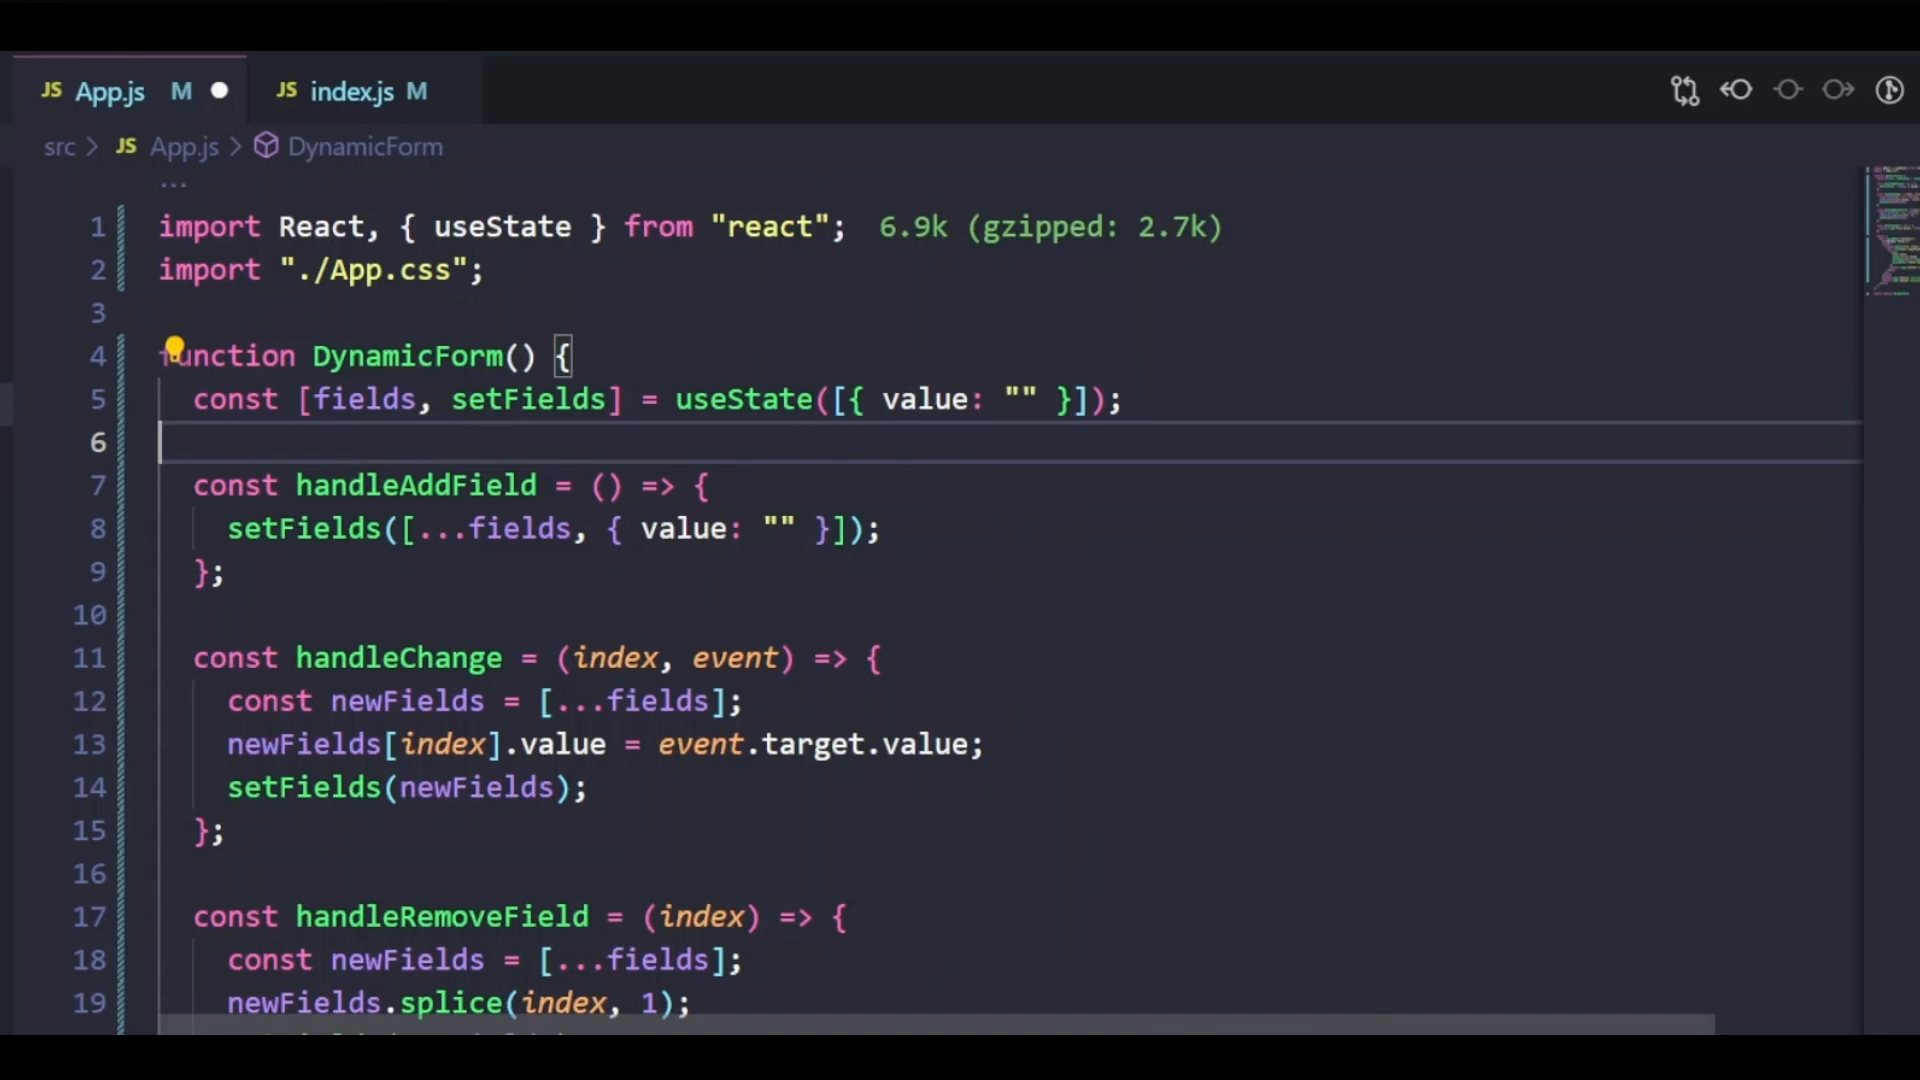 JS App.js M ● JS index.js M
src > JS App.js > DynamicForm
...
1 import React, { useState } from "react"; 6.9k (gzipped: 2.7k)
2 import "./App.css";
3
4 function DynamicForm() {
5 const [fields, setFields] = useState([{ value: "" }]);
6
7 const handleAddField = () => {
8 setFields([...fields, { value: "" }]);
9 };
10
11 const handleChange = (index, event) => {
12 const newFields = [...fields];
13 newFields[index].value = event.target.value;
14 setFields(newFields);
15 };
16
17 const handleRemoveField = (index) => {
18 const newFields = [...fields];
19 newFields.splice(index, 1);